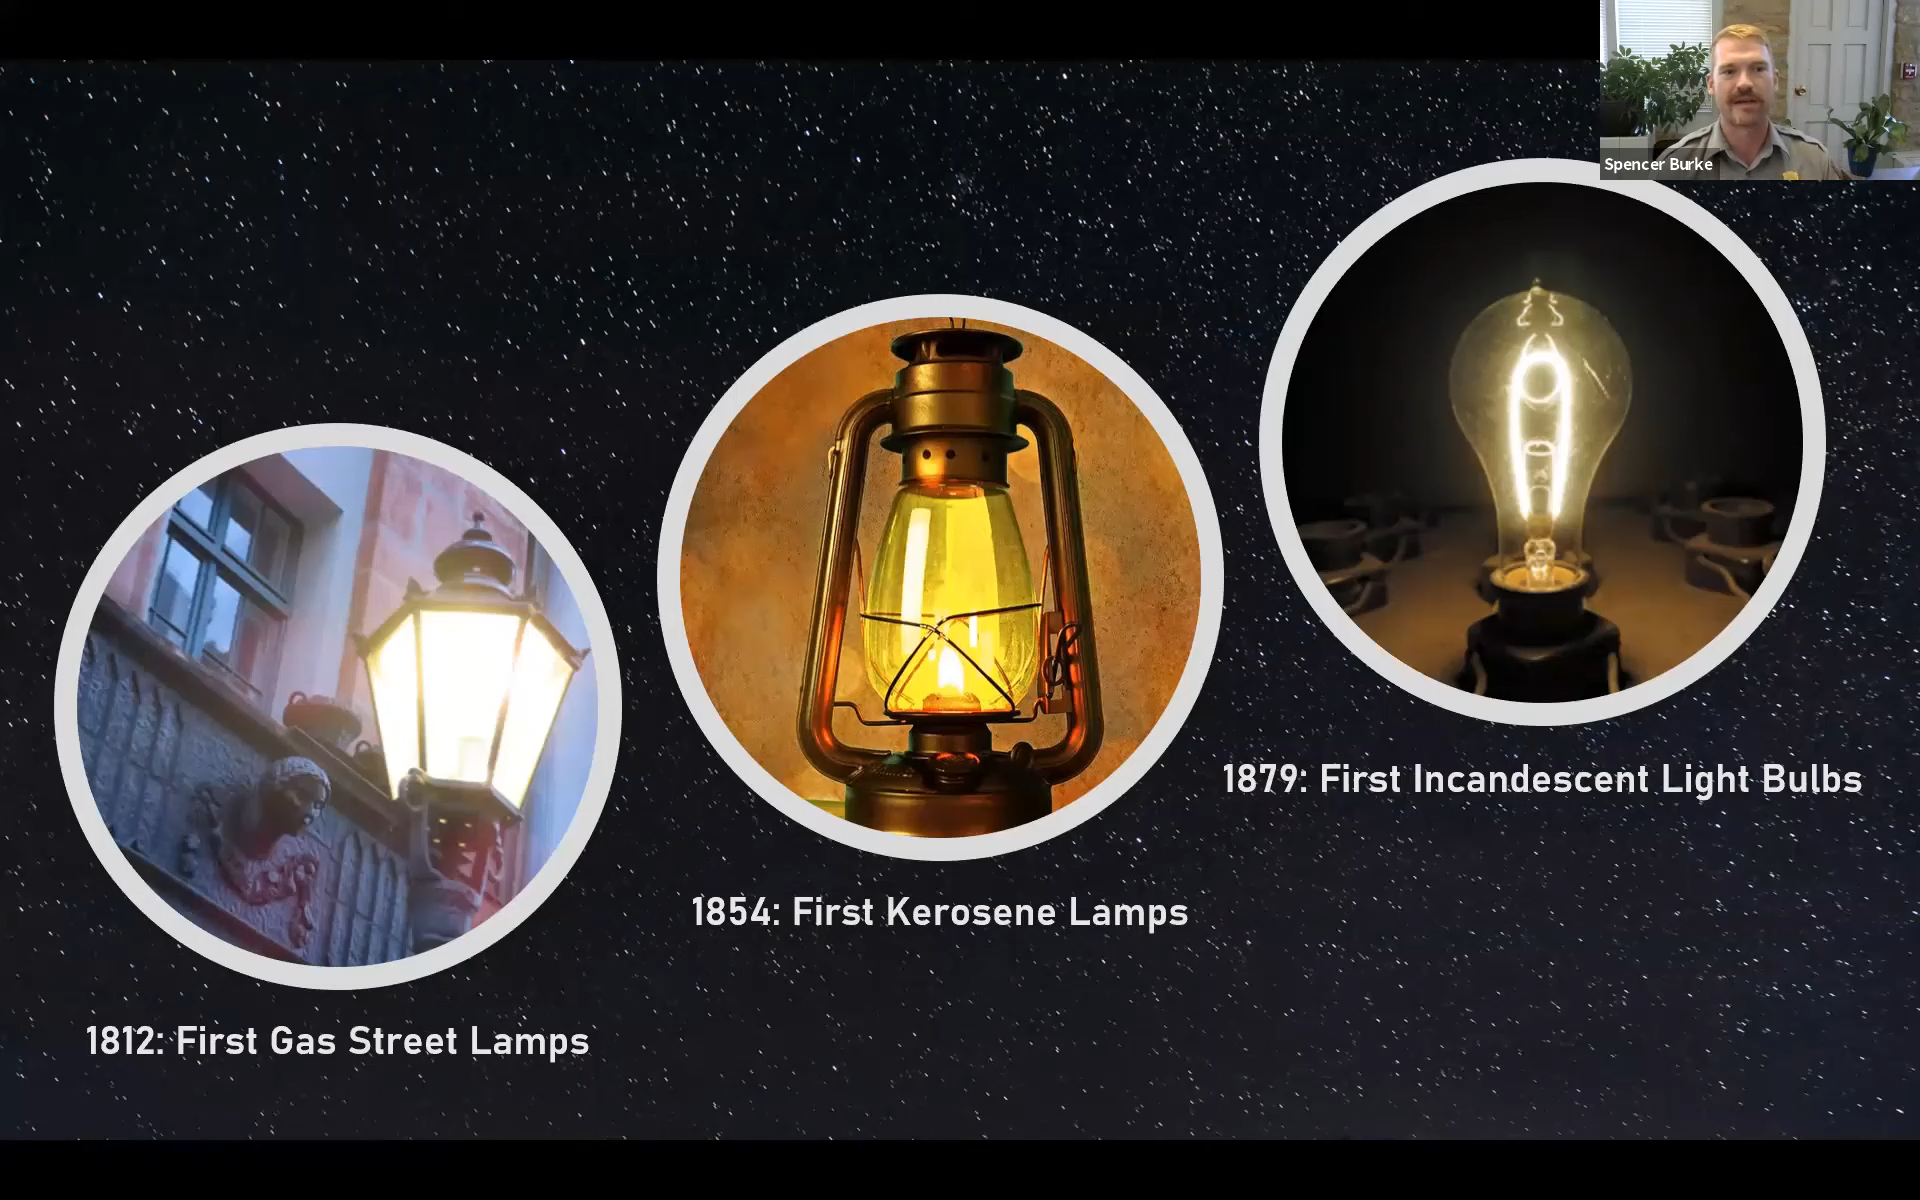 Spencer Burke
1879: First Incandescent Light Bulbs
1854: First Kerosene Lamps
1812: First Gas Street Lamps